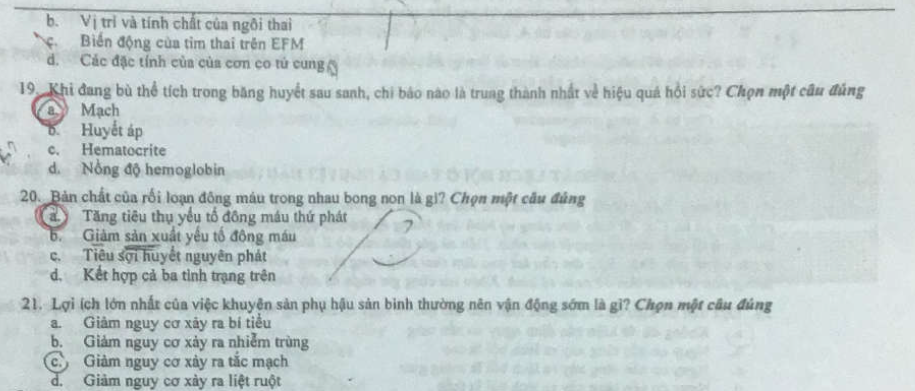 b. Vị trí và tính chất của ngôi thai
c. Biến động của tim thai trên EFM
d. Các đặc tính của của cơn co tử cung
19. Khi đang bù thể tích trong băng huyết sau sanh, chỉ báo nào là trung thành nhất về hiệu quả hồi sức? Chọn một câu đúng
a. Mạch
b. Huyết áp
c. Hematocrite
d. Nồng độ hemoglobin
20. Bản chất của rối loạn đông máu trong nhau bong non là gì? Chọn một câu đúng
a. Tăng tiêu thụ yếu tố đông máu thứ phát
b. Giảm sản xuất yếu tố đông máu
c. Tiêu sợi huyết nguyên phát
d. Kết hợp cả ba tình trạng trên
21. Lợi ích lớn nhất của việc khuyên sản phụ hậu sản bình thường nên vận động sớm là gì? Chọn một câu đúng
a. Giảm nguy cơ xảy ra bí tiểu
b. Giảm nguy cơ xảy ra nhiễm trùng
c. Giảm nguy cơ xảy ra tắc mạch
d. Giảm nguy cơ xảy ra liệt ruột